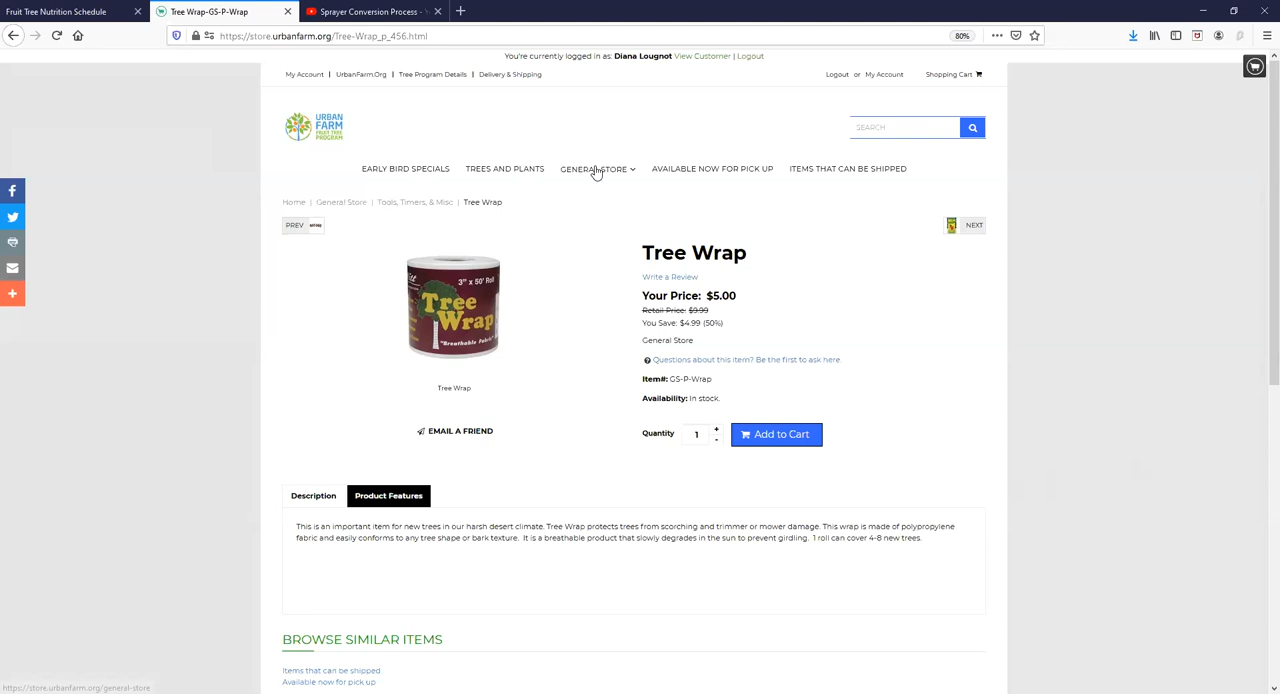 Fruit Tree Nutrition Schedule
Tree Wrap-GS-P-Wrap
Sprayer Conversion Process -
https://store.urbanfarm.org/Tree-Wrap_p_456.html
80%
You're currently logged in as: Diana Lougnot View Customer | Logout
My Account | UrbanFarm.Org | Tree Program Details | Delivery & Shipping
Logout or My Account Shopping Cart
URBAN
FARM
FRUIT TREE
PROGRAM
SEARCH
EARLY BIRD SPECIALS TREES AND PLANTS GENERAL STORE AVAILABLE NOW FOR PICK UP ITEMS THAT CAN BE SHIPPED
Home | General Store | Tools, Timers, & Misc | Tree Wrap
PREV
NEXT
3" x 50' Roll
Tree
Wrap
"Breathable Fabric"
Tree Wrap
EMAIL A FRIEND
Tree Wrap
Write a Review
Your Price: $5.00
Retail Price: $9.99
You Save: $4.99 (50%)
General Store
Questions about this item? Be the first to ask here.
Item#: GS-P-Wrap
Availability: In stock.
Quantity 1 + - Add to Cart
Description Product Features
This is an important item for new trees in our harsh desert climate. Tree Wrap protects trees from scorching and trimmer or mower damage. This wrap is made of polypropylene
fabric and easily conforms to any tree shape or bark texture. It is a breathable product that slowly degrades in the sun to prevent girdling. 1 roll can cover 4-8 new trees.
BROWSE SIMILAR ITEMS
Items that can be shipped
Available now for pick up
https://store.urbanfarm.org/general-store